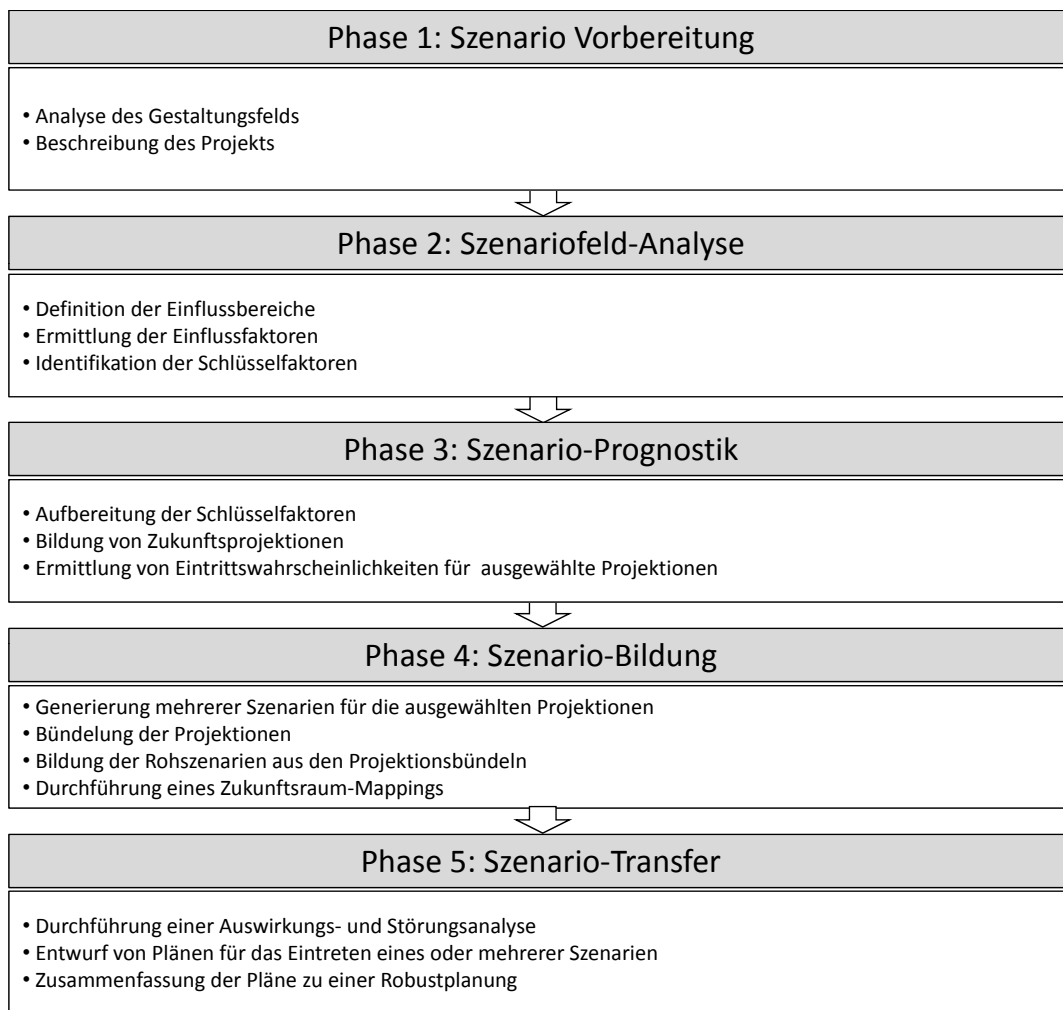 Phase 1: Szenario Vorbereitung
• Analyse des Gestaltungsfelds
• Beschreibung des Projekts
Phase 2: Szenariofeld-Analyse
• Definition der Einflussbereiche
• Ermittlung der Einflussfaktoren
• Identifikation der Schlüsselfaktoren
Phase 3: Szenario-Prognostik
• Aufbereitung der Schlüsselfaktoren
• Bildung von Zukunftsprojektionen
• Ermittlung von Eintrittswahrscheinlichkeiten für  ausgewählte Projektionen
Phase 4: Szenario-Bildung
• Generierung mehrerer Szenarien für die ausgewählten Projektionen
• Bündelung der Projektionen
• Bildung der Rohszenarien aus den Projektionsbündeln
• Durchführung eines Zukunftsraum-Mappings
Phase 5: Szenario-Transfer
• Durchführung einer Auswirkungs- und Störungsanalyse
• Entwurf von Plänen für das Eintreten eines oder mehrerer Szenarien
• Zusammenfassung der Pläne zu einer Robustplanung